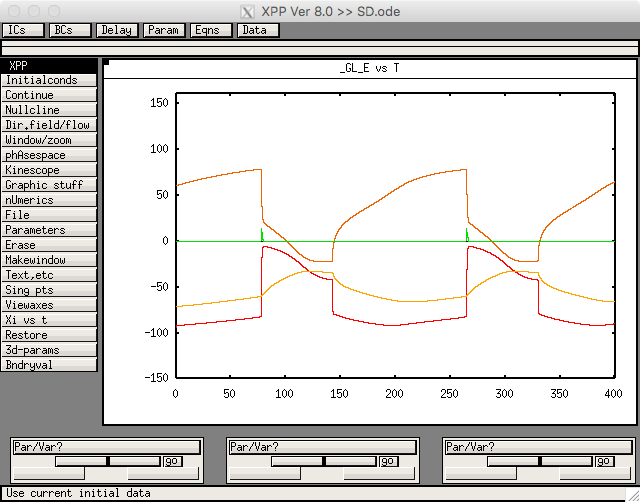 XPP Ver 8.0 >> SD.ode
ICs BCs Delay Param Eqns Data
XPP
Initialconds
Continue
Nullcline
Dir.field/flow
Window/zoom
phAsespace
Kinescope
Graphic stuff
nUmerics
File
Parameters
Erase
Makewindow
Text,etc
Sing pts
Viewaxes
Xi vs t
Restore
3d-params
Bndryval
_GL_E vs T
150
100
50
0
-50
-100
-150
0 50 100 150 200 250 300 350 400
Par/Var? Par/Var? Par/Var?
go go go
Use current initial data